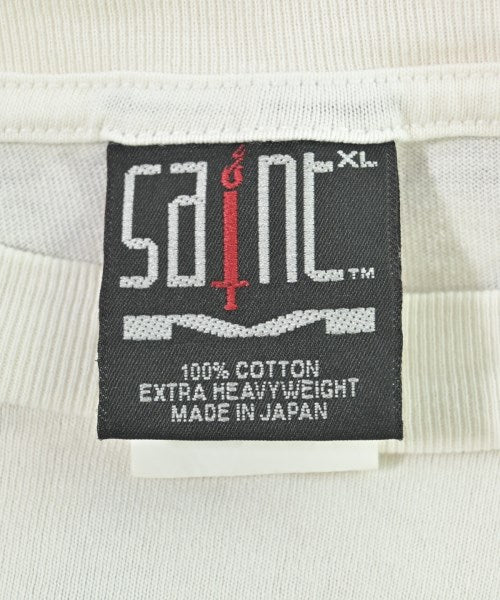 saint XL
TM
100% COTTON
EXTRA HEAVYWEIGHT
MADE IN JAPAN